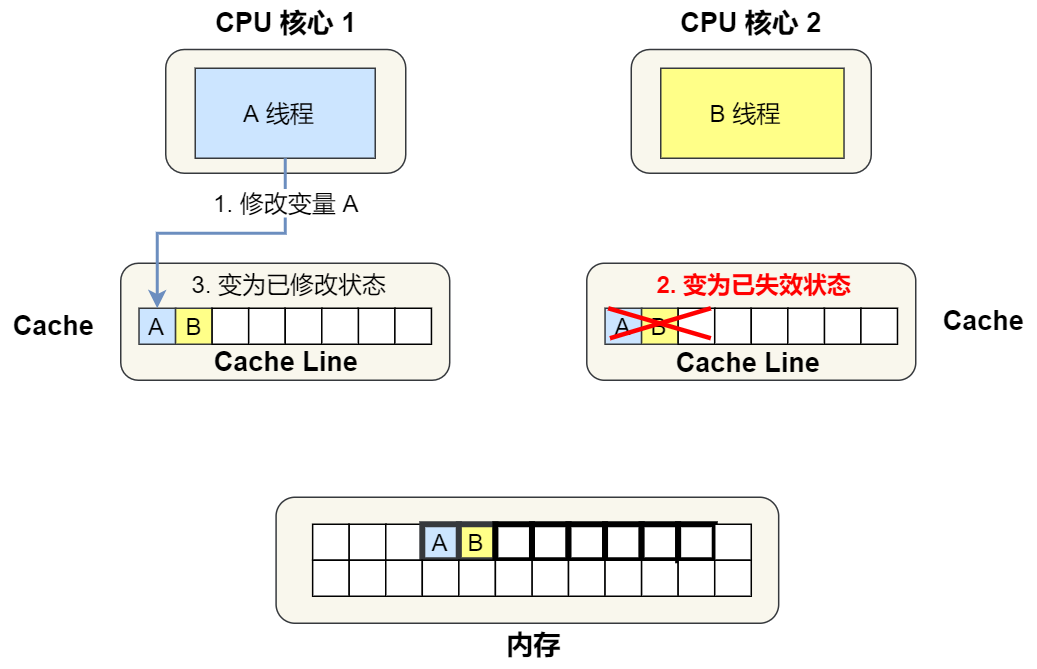 CPU 核心 1
CPU 核心 2
A 线程
B 线程
1. 修改变量 A
3. 变为已修改状态
2. 变为已失效状态
Cache
A B
A B
Cache
Cache Line
Cache Line
A B
内存